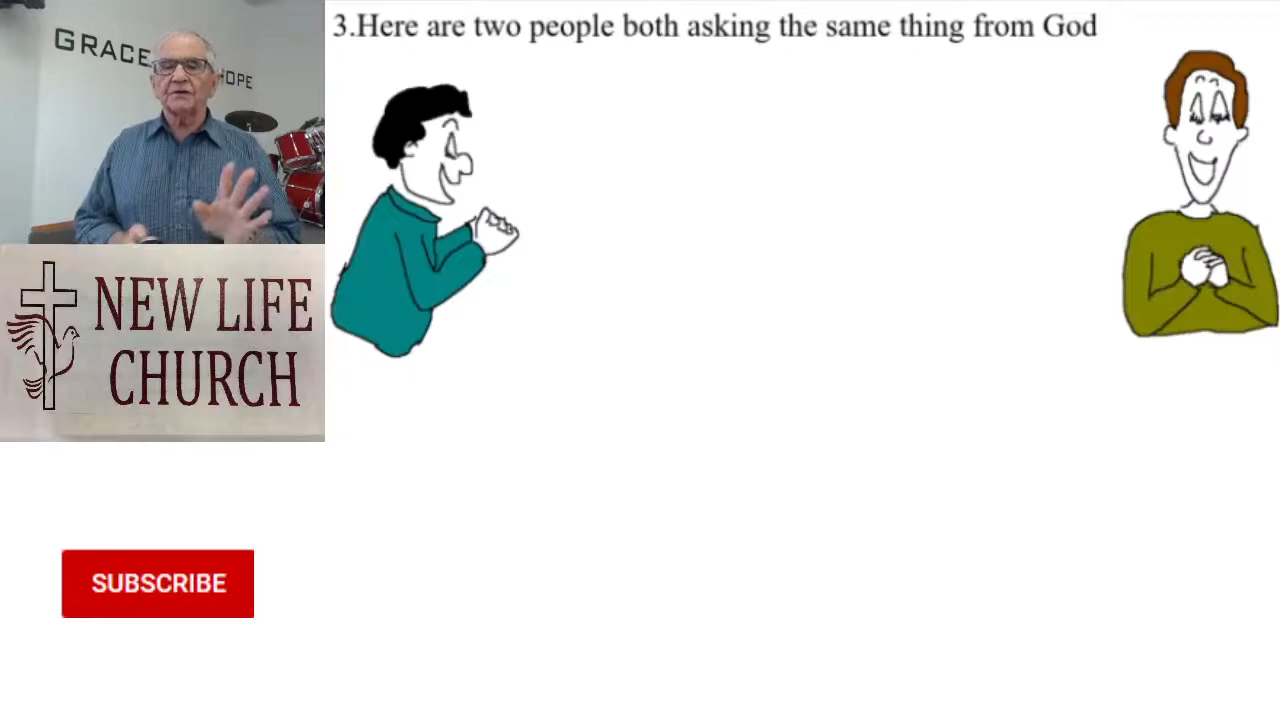 GRACE HOPE
3.Here are two people both asking the same thing from God
NEW LIFE
CHURCH
SUBSCRIBE